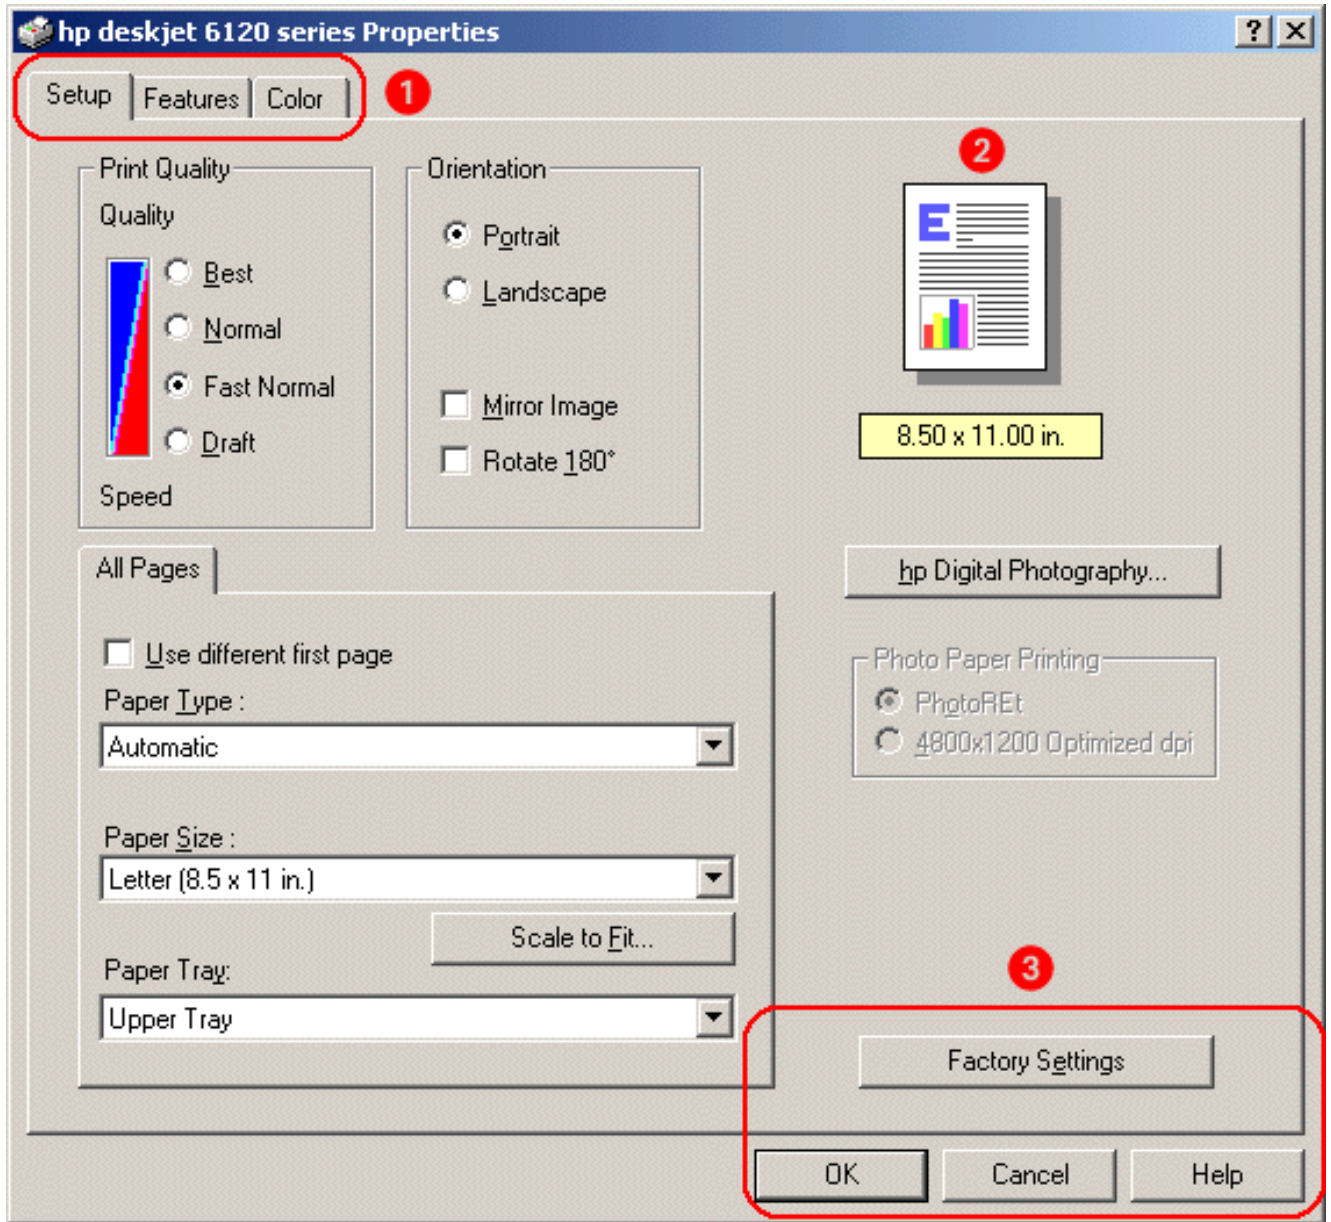 hp deskjet 6120 series Properties
? X
Setup Features Color 1
2
Print Quality
Quality
Best
Normal
Fast Normal
Draft
Speed
Orientation
Portrait
Landscape
Mirror Image
Rotate 180°
E
8.50 x 11.00 in.
All Pages
Use different first page
Paper Type :
Automatic
Paper Size :
Letter (8.5 x 11 in.)
Scale to Fit...
Paper Tray:
Upper Tray
hp Digital Photography...
Photo Paper Printing
PhotoREt
4800x1200 Optimized dpi
3
Factory Settings
OK Cancel Help